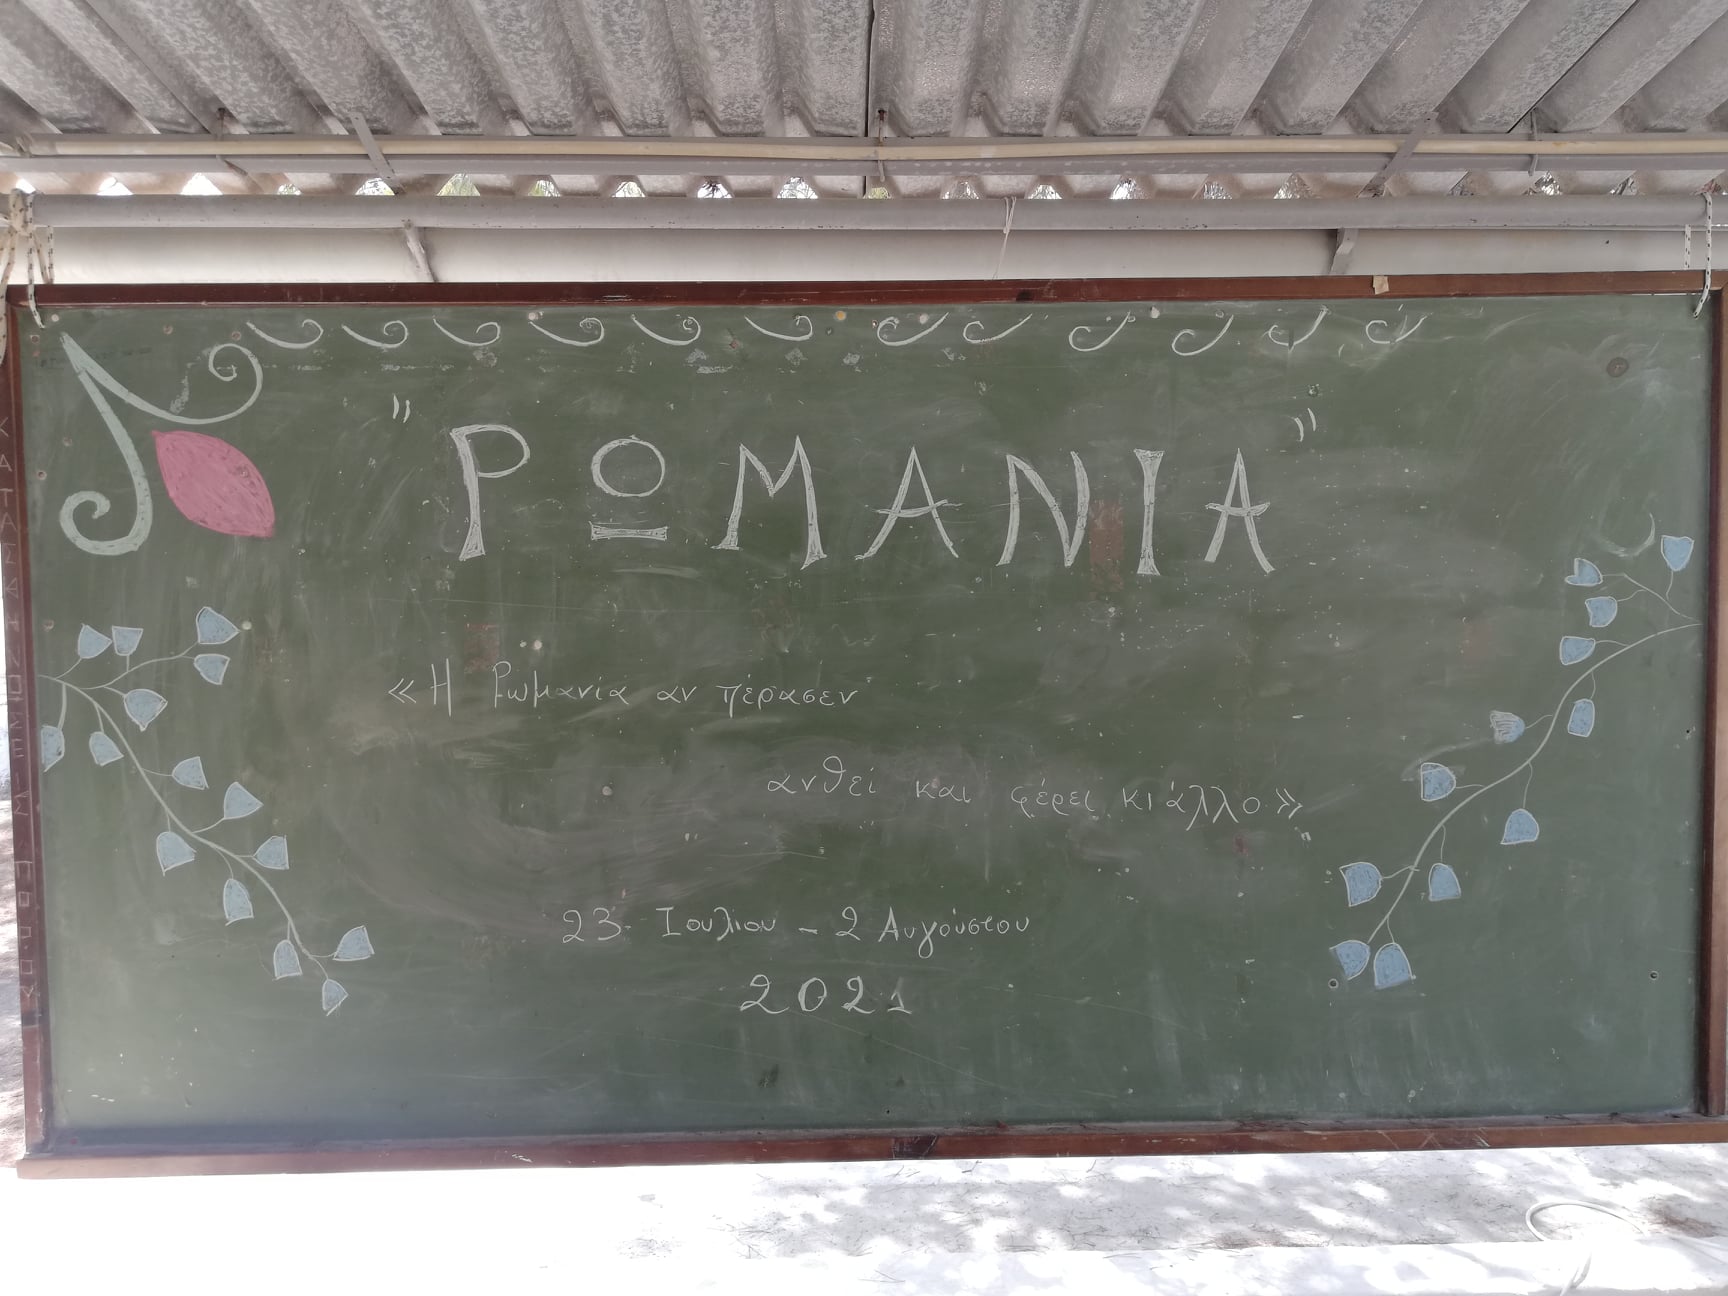 "ΡΩΜΑΝΙΑ"
«Η Ρωμανία αν πέρασεν
ανθεί και φέρει κι άλλο»
23 Ιουλίου - 2 Αυγούστου
2021